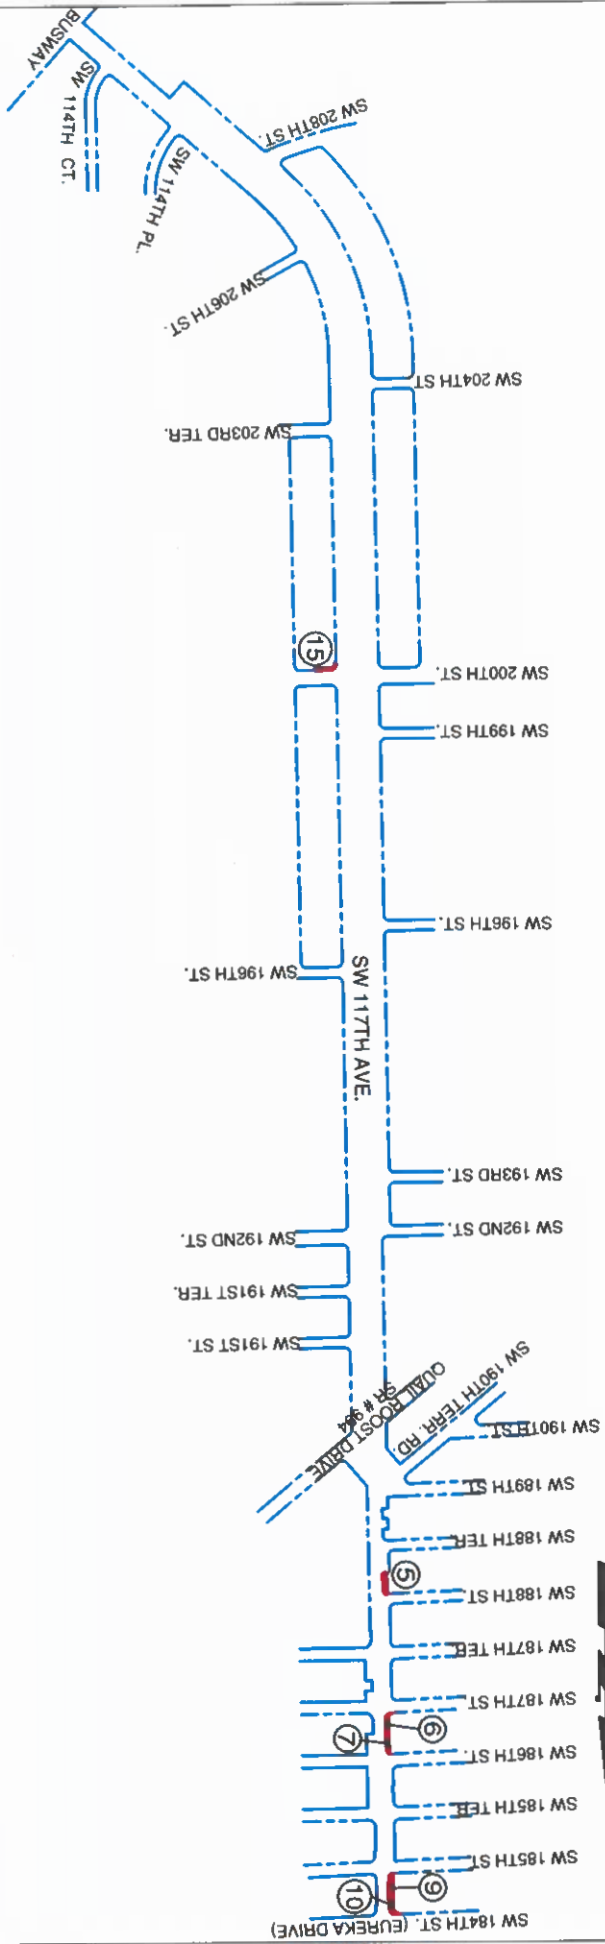 BUSWAY
SW 114TH CT.
SW 114TH PL.
SW 208TH ST.
SW 206TH ST.
SW 204TH ST
SW 203RD TER.
15
SW 200TH ST.
SW 199TH ST.
SW 196TH ST.
SW 196TH ST.
SW 117TH AVE.
SW 193RD ST.
SW 192ND ST.
SW 192ND ST.
SW 191ST TER.
SW 191ST ST.
QUAIL ROOST DRIVE
SR # 994
SW 190TH TERR. RD.
SW 190TH ST.
SW 189TH ST
SW 188TH TER.
5
SW 188TH ST.
SW 187TH TER.
SW 187TH ST.
6
7
SW 186TH ST.
SW 185TH TER.
SW 185TH ST.
9
10
SW 184TH ST. (EUREKA DRIVE)